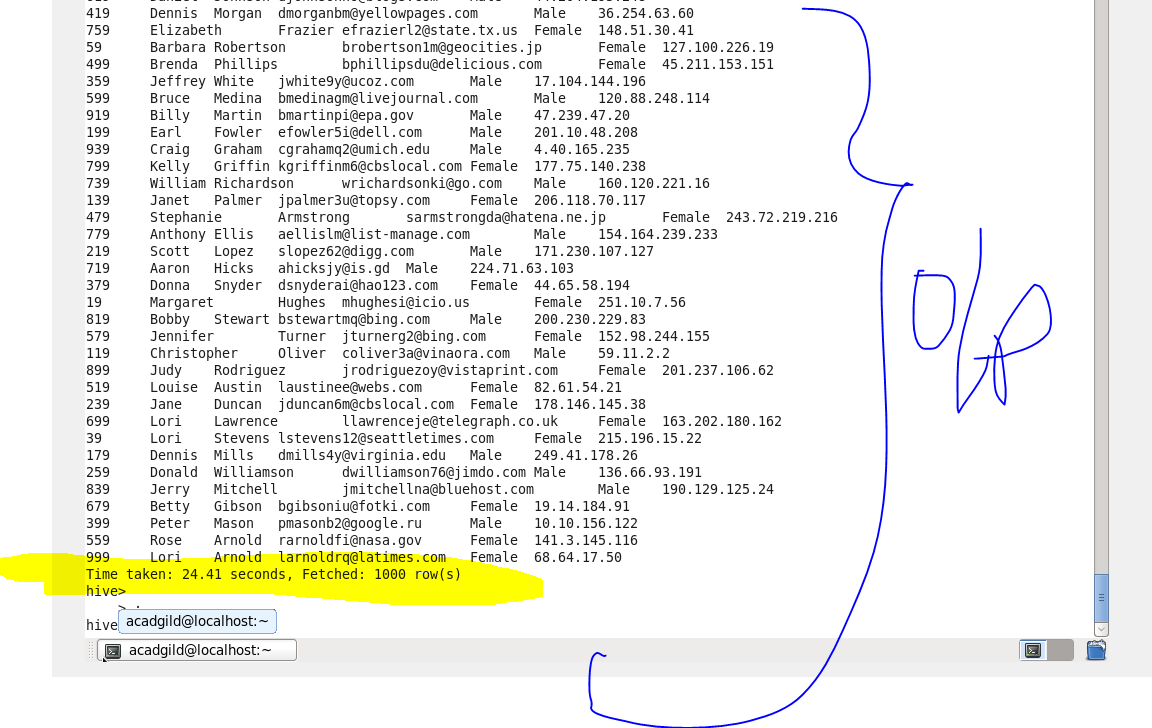 419 Dennis Morgan dmorganbm@yellowpages.com Male 36.254.63.60
759 Elizabeth Frazier efrazierl2@state.tx.us Female 148.51.30.41
59 Barbara Robertson brobertson1m@geocities.jp Female 127.100.226.19
499 Brenda Phillips bphillipsdu@delicious.com Female 45.211.153.151
359 Jeffrey White jwhite9y@ucoz.com Male 17.104.144.196
599 Bruce Medina bmedinagm@livejournal.com Male 120.88.248.114
919 Billy Martin bmartinpi@epa.gov Male 47.239.47.20
199 Earl Fowler efowler5i@dell.com Male 201.10.48.208
939 Craig Graham cgrahamq2@umich.edu Male 4.40.165.235
799 Kelly Griffin kgriffinm6@cbslocal.com Female 177.75.140.238
739 William Richardson wrichardsonki@go.com Male 160.120.221.16
139 Janet Palmer jpalmer3u@topsy.com Female 206.118.70.117
479 Stephanie Armstrong sarmstrongda@hatena.ne.jp Female 243.72.219.216
779 Anthony Ellis aellislm@list-manage.com Male 154.164.239.233
219 Scott Lopez slopez62@digg.com Male 171.230.107.127
719 Aaron Hicks ahicksjy@is.gd Male 224.71.63.103
379 Donna Snyder dsnyderai@hao123.com Female 44.65.58.194
19 Margaret Hughes mhughesi@icio.us Female 251.10.7.56
819 Bobby Stewart bstewartmq@bing.com Male 200.230.229.83
579 Jennifer Turner jturnerg2@bing.com Female 152.98.244.155
119 Christopher Oliver coliver3a@vinaora.com Male 59.11.2.2
899 Judy Rodriguez jrodriguezoy@vistaprint.com Female 201.237.106.62
519 Louise Austin laustinee@webs.com Female 82.61.54.21
239 Jane Duncan jduncan6m@cbslocal.com Female 178.146.145.38
699 Lori Lawrence llawrenceje@telegraph.co.uk Female 163.202.180.162
39 Lori Stevens lstevens12@seattletimes.com Female 215.196.15.22
179 Dennis Mills dmills4y@virginia.edu Male 249.41.178.26
259 Donald Williamson dwilliamson76@jimdo.com Male 136.66.93.191
839 Jerry Mitchell jmitchellna@bluehost.com Male 190.129.125.24
679 Betty Gibson bgibsoniu@fotki.com Female 19.14.184.91
399 Peter Mason pmasonb2@google.ru Male 10.10.156.122
559 Rose Arnold rarnoldfi@nasa.gov Female 141.3.145.116
999 Lori Arnold larnoldrq@latimes.com Female 68.64.17.50
Time taken: 24.41 seconds, Fetched: 1000 row(s)
hive>
hive
acadgild@localhost:~
acadgild@localhost:~
O/P